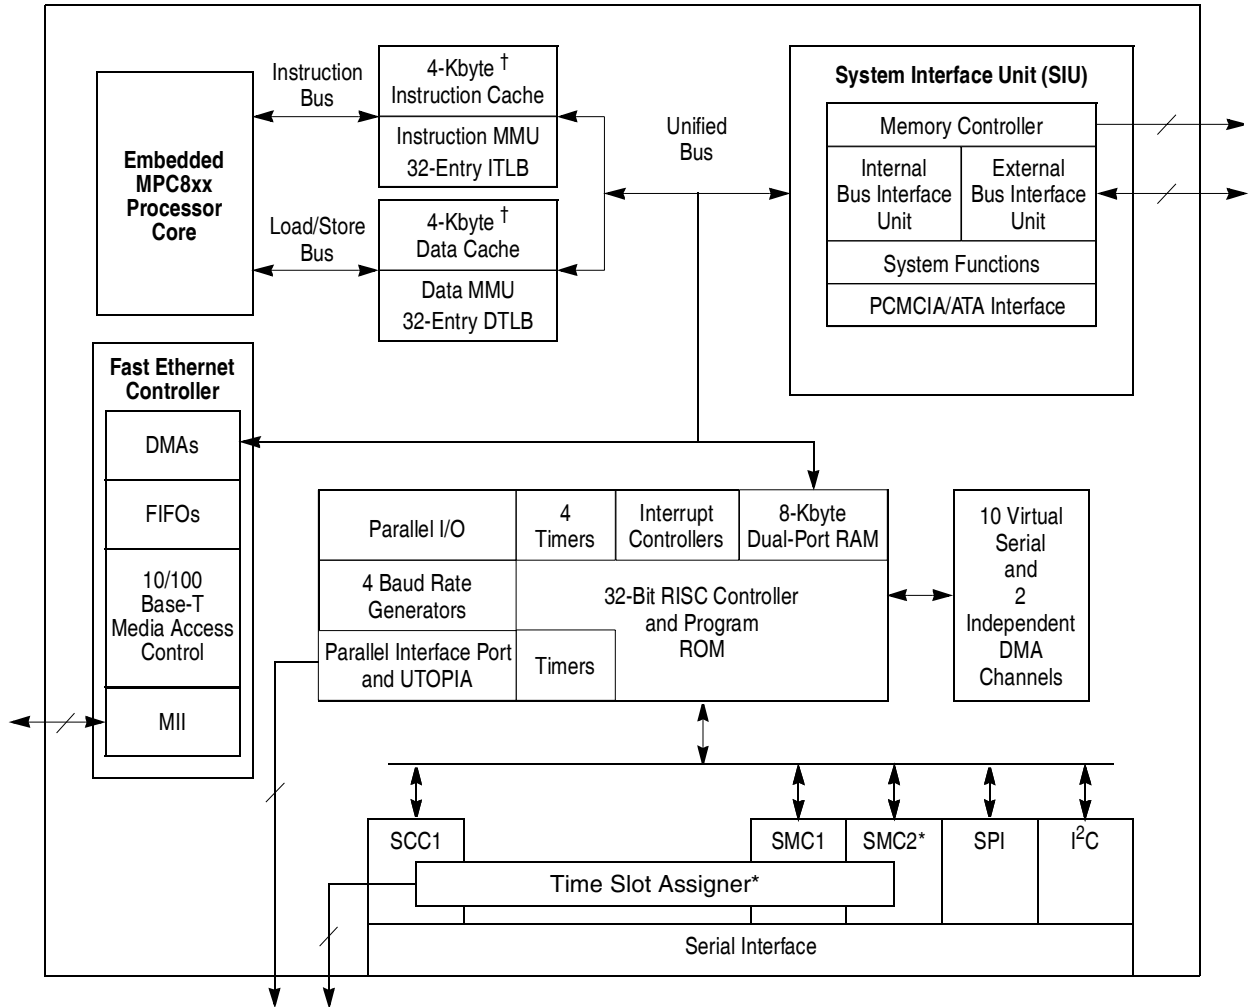 Instruction
Bus
4-Kbyte †
Instruction Cache
Instruction MMU
32-Entry ITLB
Embedded
MPC8xx
Processor
Core
Load/Store
Bus
4-Kbyte †
Data Cache
Data MMU
32-Entry DTLB
Unified
Bus
System Interface Unit (SIU)
Memory Controller
Internal
Bus Interface
Unit
External
Bus Interface
Unit
System Functions
PCMCIA/ATA Interface
Fast Ethernet
Controller
DMAs
FIFOs
10/100
Base-T
Media Access
Control
MII
Parallel I/O
4
Timers
Interrupt
Controllers
8-Kbyte
Dual-Port RAM
4 Baud Rate
Generators
32-Bit RISC Controller
and Program
ROM
Parallel Interface Port
and UTOPIA
Timers
10 Virtual
Serial
and
2
Independent
DMA
Channels
SCC1
SMC1
SMC2*
SPI
I²C
Time Slot Assigner*
Serial Interface